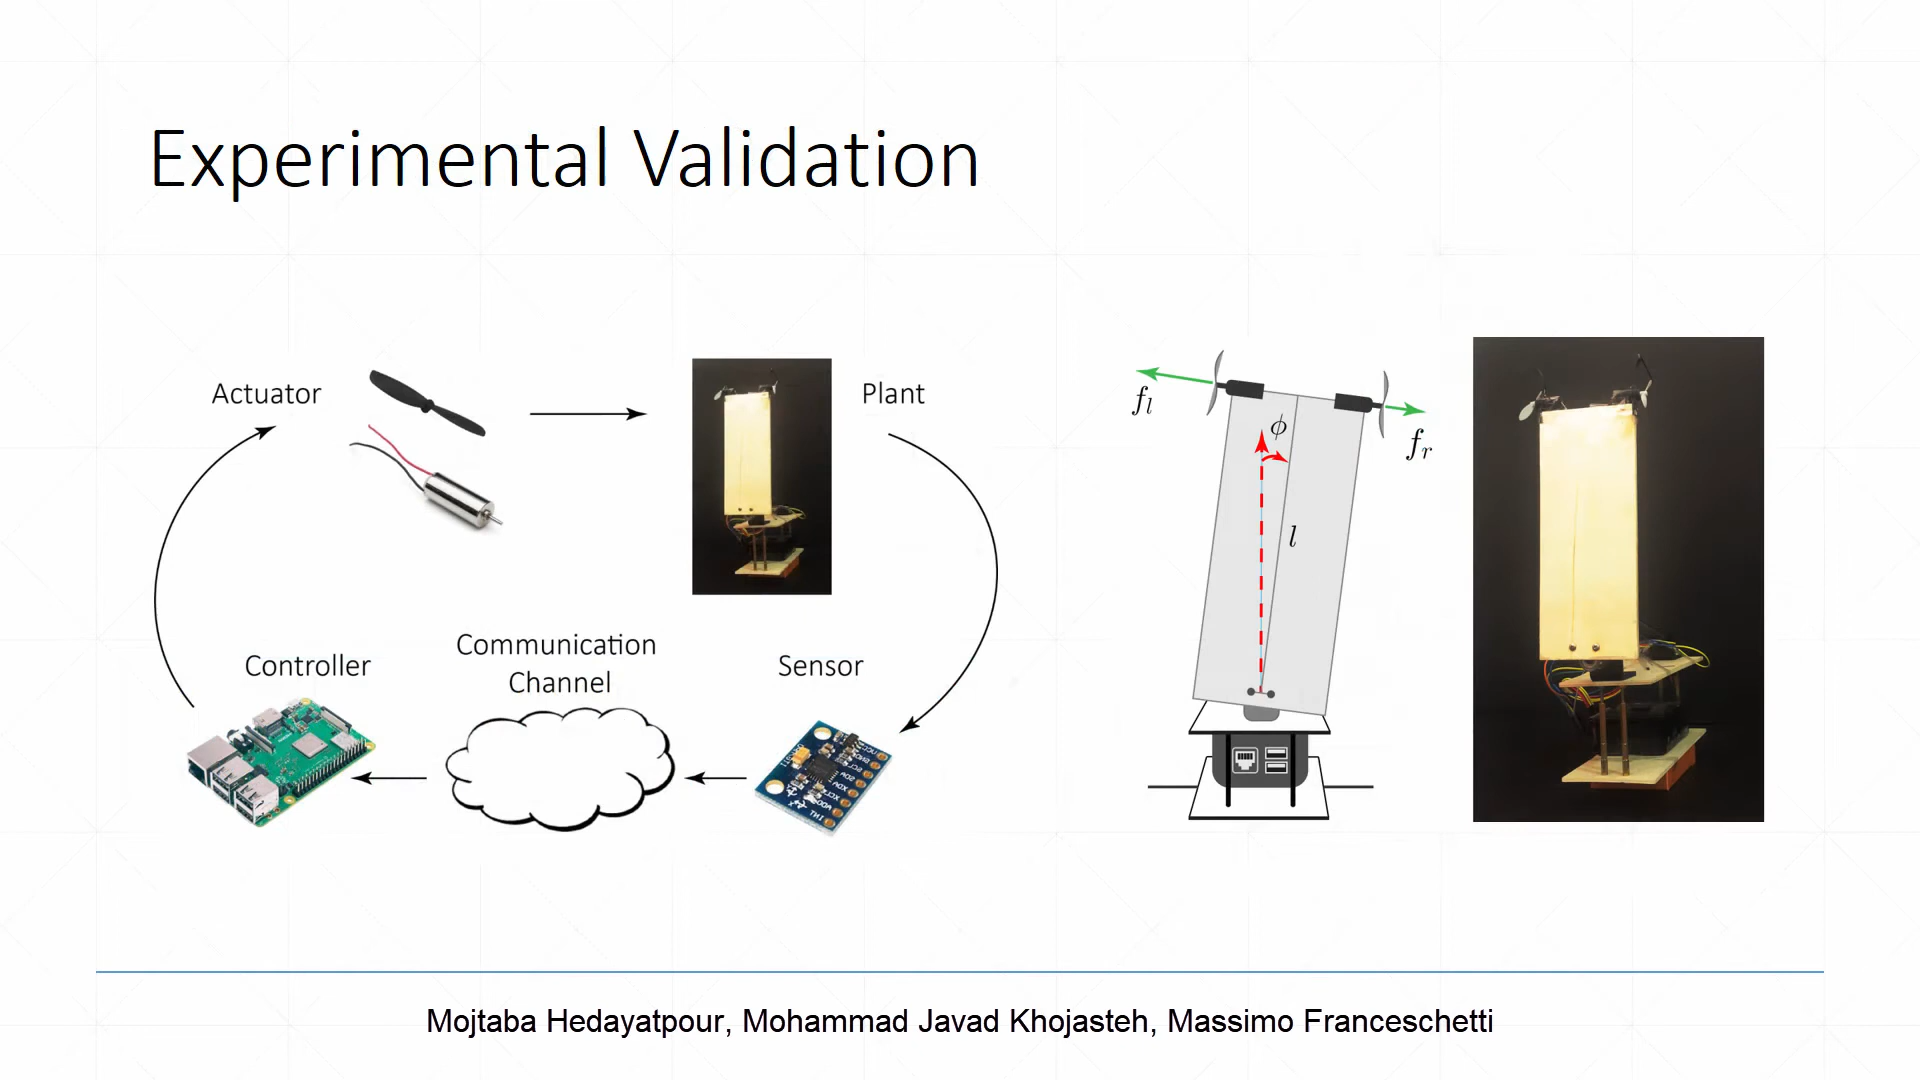 Experimental Validation
Actuator
Plant
Controller
Communication
Channel
Sensor
f_l
ϕ
f_r
l
Mojtaba Hedayatpour, Mohammad Javad Khojasteh, Massimo Franceschetti